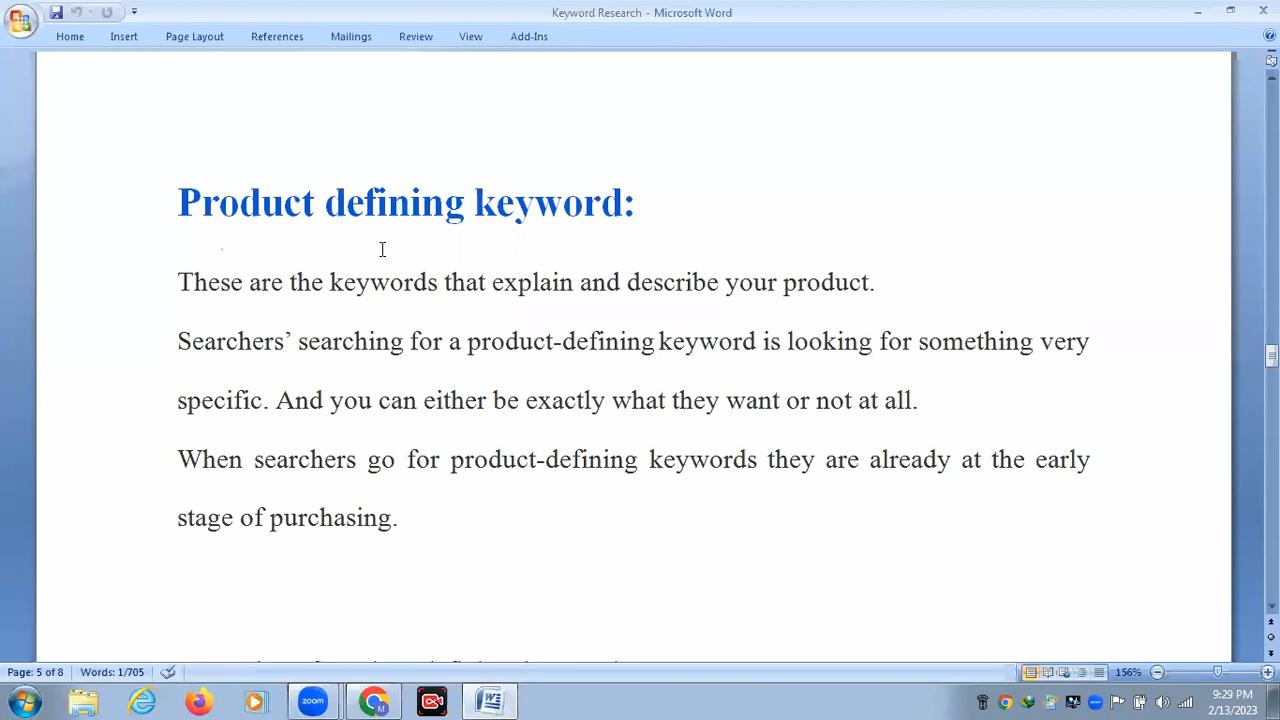 Keyword Research - Microsoft Word
Home Insert Page Layout References Mailings Review View Add-Ins
Product defining keyword:
These are the keywords that explain and describe your product.
Searchers’ searching for a product-defining keyword is looking for something very
specific. And you can either be exactly what they want or not at all.
When searchers go for product-defining keywords they are already at the early
stage of purchasing.
Page: 5 of 8 Words: 1/705 156%
zoom
9:29 PM
2/13/2023